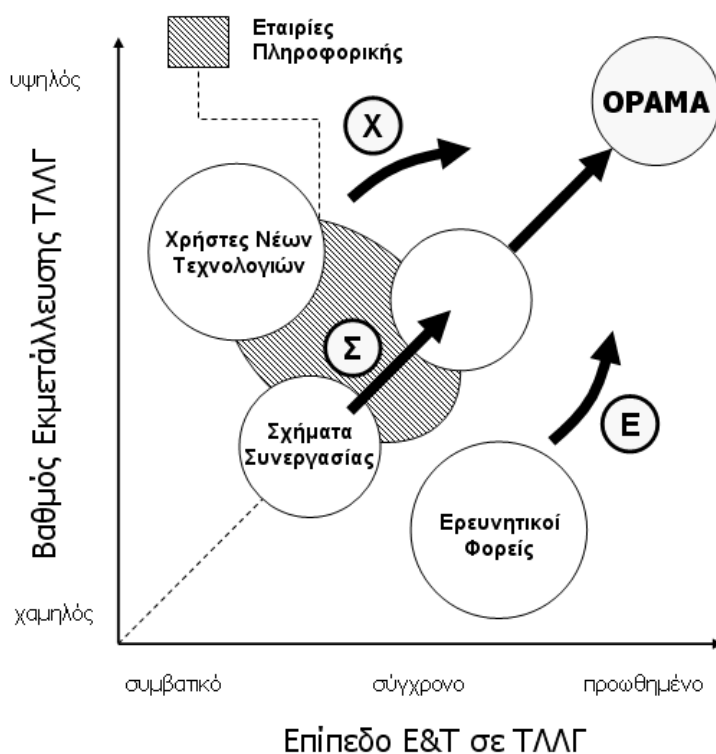 Εταιρίες
Πληροφορικής
υψηλός
ΟΡΑΜΑ
Χ
Χρήστες Νέων
Τεχνολογιών
Σ
Ε
Σχήματα
Συνεργασίας
Ερευνητικοί
Φορείς
Βαθμός Εκμετάλλευσης ΤΛΛΓ
χαμηλός
συμβατικό
σύγχρονο
προωθημένο
Επίπεδο Ε&Τ σε ΤΛΛΓ